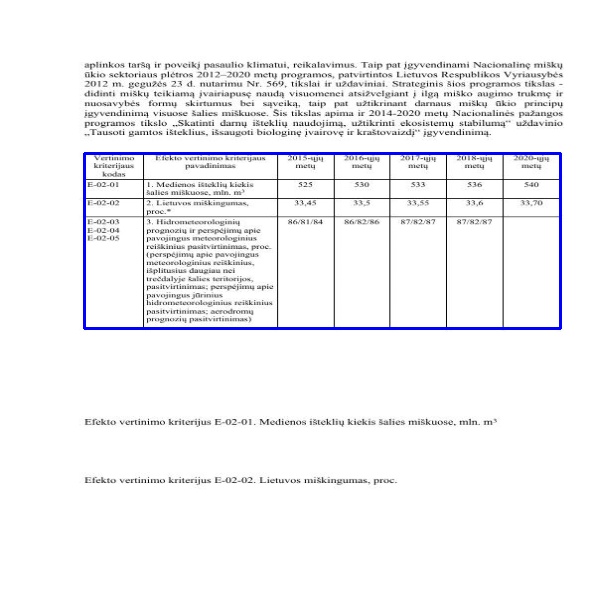 aplinkos taršą ir poveikį pasaulio klimatui, reikalavimus. Taip pat įgyvendinami Nacionalinę miškų
ūkio sektoriaus plėtros 2012–2020 metų programos, patvirtintos Lietuvos Respublikos Vyriausybės
2012 m. gegužės 23 d. nutarimu Nr. 569, tikslai ir uždaviniai. Strateginis šios programos tikslas -
didinti miškų teikiamą įvairiapusę naudą visuomenei atsižvelgiant į ilgą miško augimo trukmę ir
nuosavybės formų skirtumus bei sąveiką, taip pat užtikrinant darnaus miškų ūkio principų
įgyvendinimą visuose šalies miškuose. Šis tikslas apima ir 2014-2020 metų Nacionalinės pažangos
programos tikslo „Skatinti darnų išteklių naudojimą, užtikrinti ekosistemų stabilumą“ uždavinio
„Tausoti gamtos išteklius, išsaugoti biologinę įvairovę ir kraštovaizdį“ įgyvendinimą.
Vertinimo kriterijaus kodas Efekto vertinimo kriterijaus pavadinimas 2015-ųjų metų 2016-ųjų metų 2017-ųjų metų 2018-ųjų metų 2020-ųjų metų
E-02-01 1. Medienos išteklių kiekis 525 530 533 536 540
šalies miškuose, mln. m³
E-02-02 2. Lietuvos miškingumas, 33,45 33,5 33,55 33,6 33,70
proc.*
E-02-03 3. Hidrometeorologinių 86/81/84 86/82/86 87/82/87 87/82/87
E-02-04 prognozių ir perspėjimų apie
E-02-05 pavojingus meteorologinius
reiškinius pasitvirtinimas, proc.
(perspėjimų apie pavojingus
meteorologinius reiškinius,
išplitusius daugiau nei
trečdalyje šalies teritorijos,
pasitvirtinimas; perspėjimų apie
pavojingus jūrinius
hidrometeorologinius reiškinius
pasitvirtinimas; aerodromų
prognozių pasitvirtinimas)
Efekto vertinimo kriterijus E-02-01. Medienos išteklių kiekis šalies miškuose, mln. m³
Efekto vertinimo kriterijus E-02-02. Lietuvos miškingumas, proc.